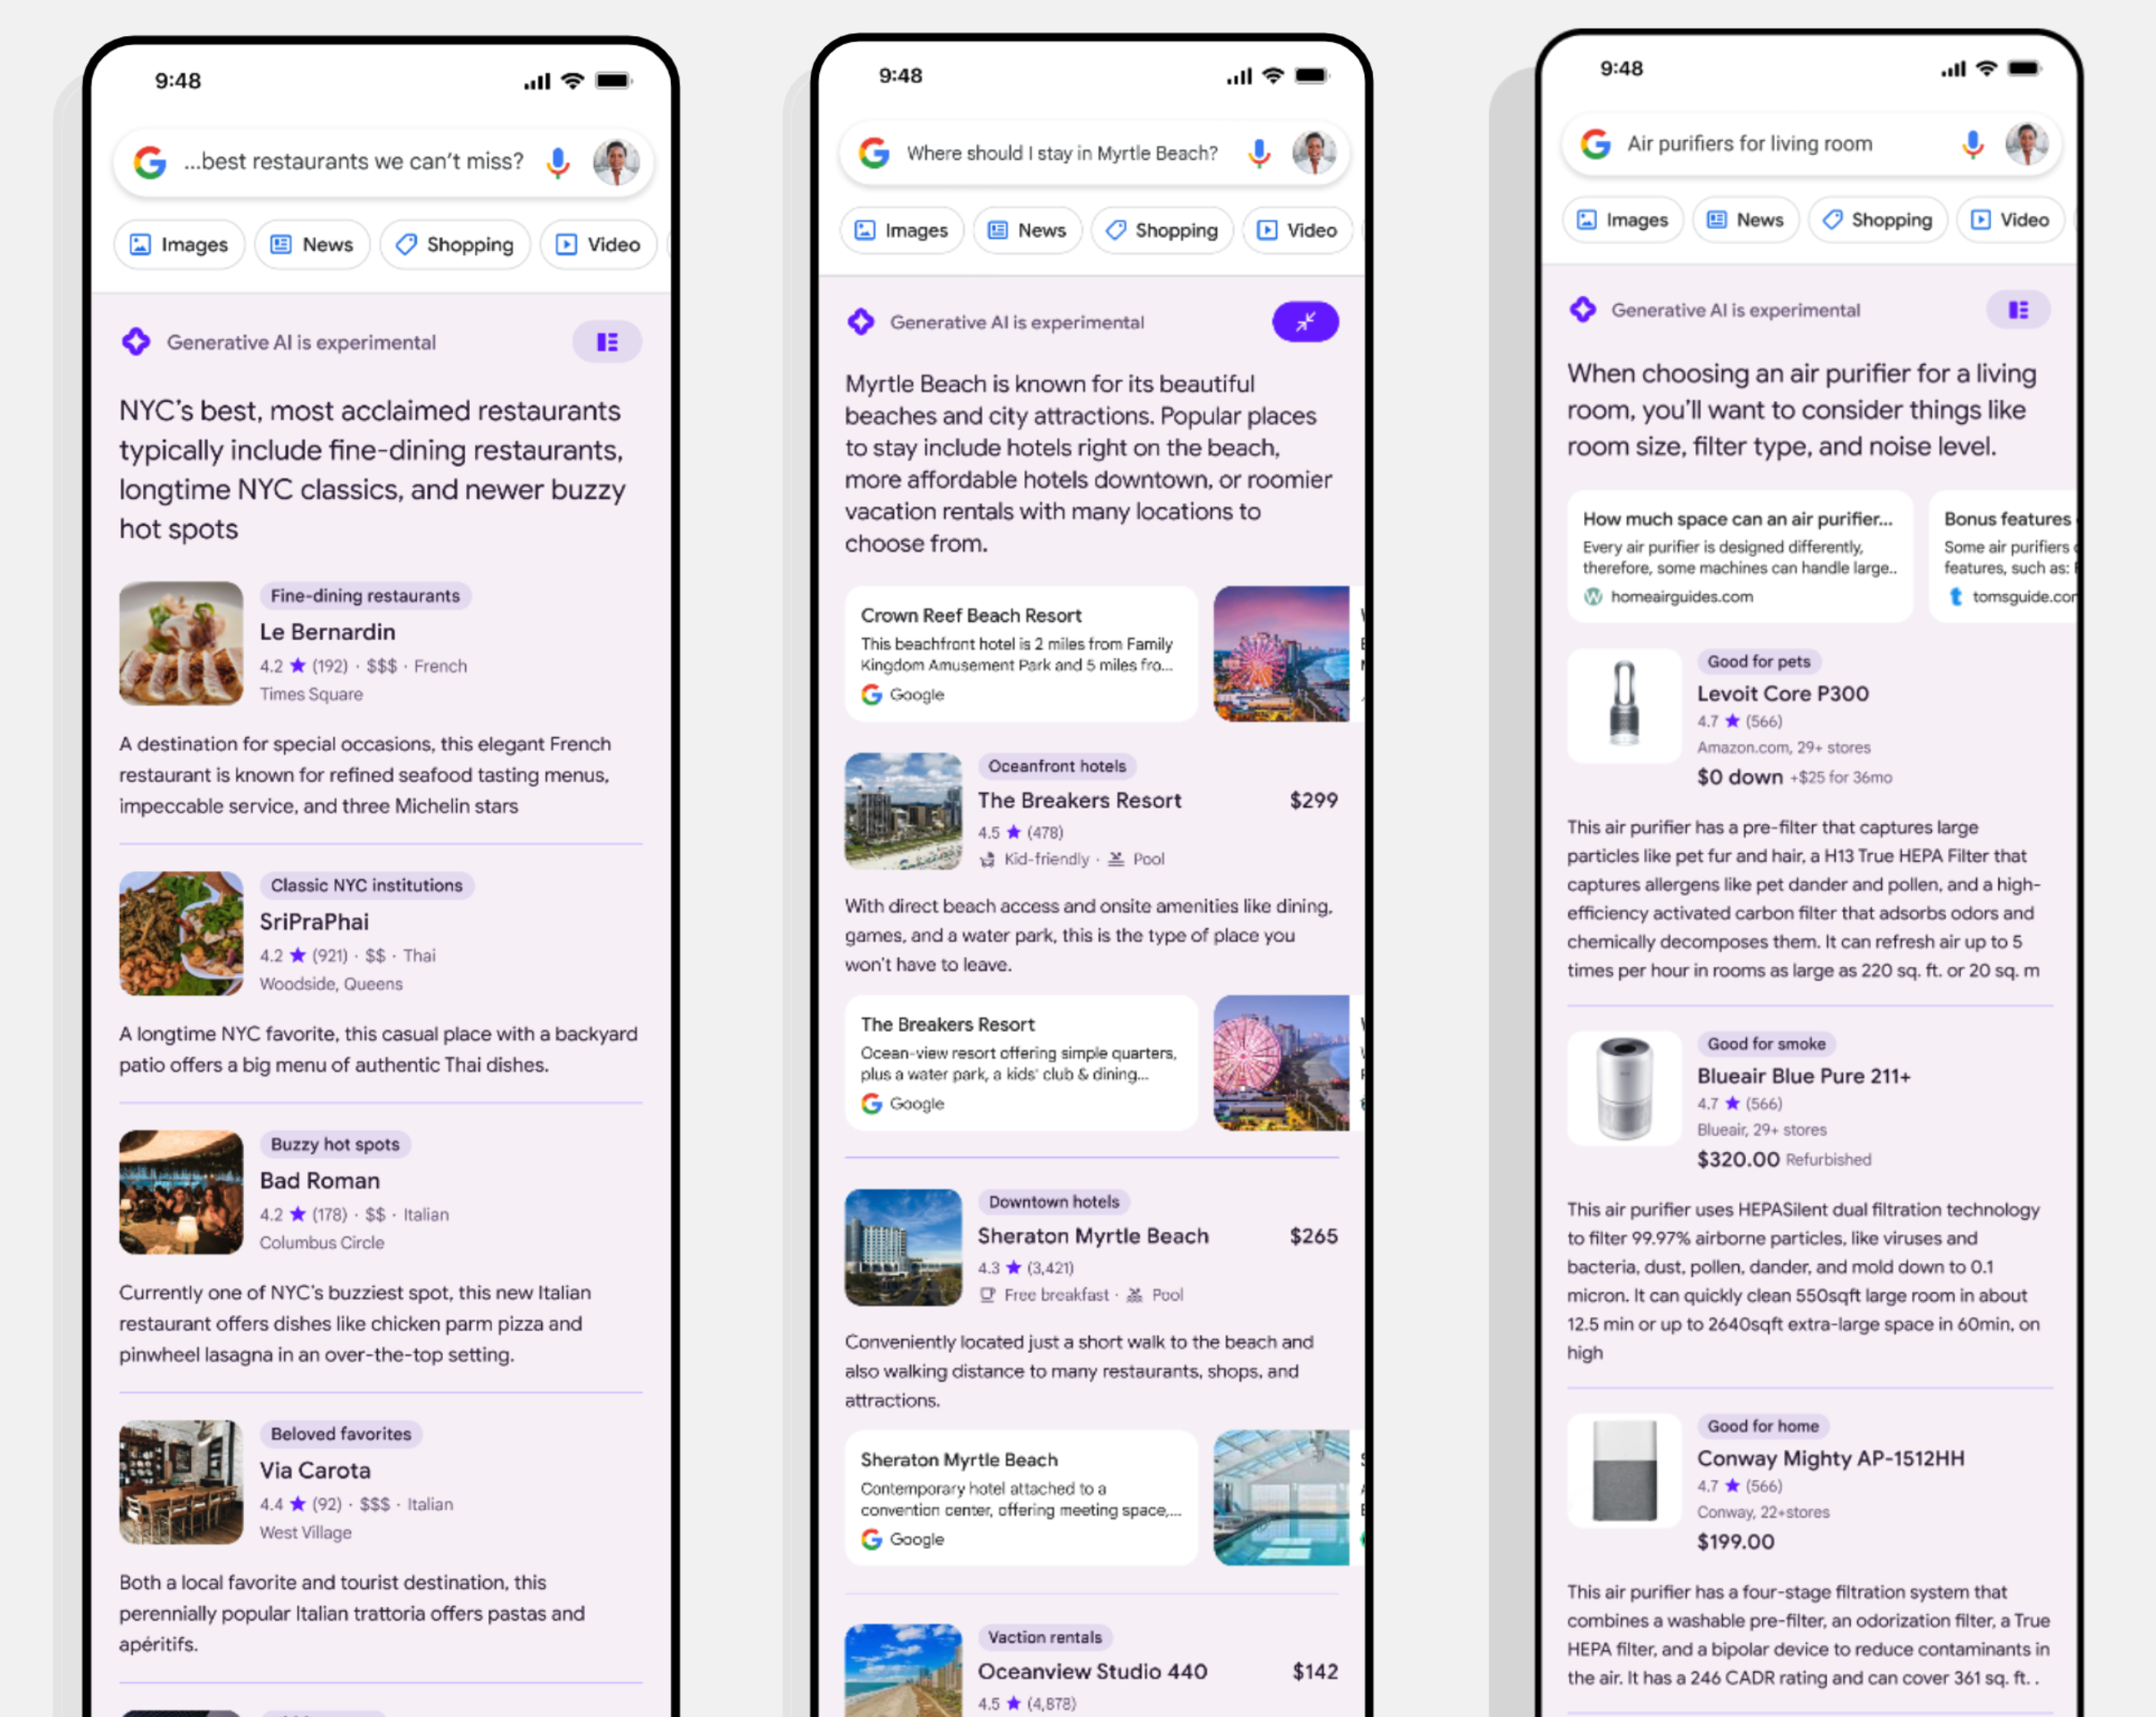 9:48
...best restaurants we can't miss?
Images
News
Shopping
Video
Generative AI is experimental
NYC's best, most acclaimed restaurants
typically include fine-dining restaurants,
longtime NYC classics, and newer buzzy
hot spots
Fine-dining restaurants
Le Bernardin
4.2 ★ (192) · $$$ · French
Times Square
A destination for special occasions, this elegant French
restaurant is known for refined seafood tasting menus,
impeccable service, and three Michelin stars
Classic NYC institutions
SriPraPhai
4.2 ★ (921) · $$ · Thai
Woodside, Queens
A longtime NYC favorite, this casual place with a backyard
patio offers a big menu of authentic Thai dishes.
Buzzy hot spots
Bad Roman
4.2 ★ (178) · $$ · Italian
Columbus Circle
Currently one of NYC's buzziest spot, this new Italian
restaurant offers dishes like chicken parm pizza and
pinwheel lasagna in an over-the-top setting.
Beloved favorites
Via Carota
4.4 ★ (92) · $$$ · Italian
West Village
Both a local favorite and tourist destination, this
perennially popular Italian trattoria offers pastas and
apéritifs.
9:48
Where should I stay in Myrtle Beach?
Images
News
Shopping
Video
Generative AI is experimental
Myrtle Beach is known for its beautiful
beaches and city attractions. Popular places
to stay include hotels right on the beach,
more affordable hotels downtown, or roomier
vacation rentals with many locations to
choose from.
Crown Reef Beach Resort
This beachfront hotel is 2 miles from Family
Kingdom Amusement Park and 5 miles fro...
Google
Oceanfront hotels
The Breakers Resort $299
4.5 ★ (478)
Kid-friendly · Pool
With direct beach access and onsite amenities like dining,
games, and a water park, this is the type of place you
won't have to leave.
The Breakers Resort
Ocean-view resort offering simple quarters,
plus a water park, a kids' club & dining...
Google
Downtown hotels
Sheraton Myrtle Beach $265
4.3 ★ (3,421)
Free breakfast · Pool
Conveniently located just a short walk to the beach and
also walking distance to many restaurants, shops, and
attractions.
Sheraton Myrtle Beach
Contemporary hotel attached to a
convention center, offering meeting space,...
Google
Vaction rentals
Oceanview Studio 440 $142
4.5 ★ (4,878)
9:48
Air purifiers for living room
Images
News
Shopping
Video
Generative AI is experimental
When choosing an air purifier for a living
room, you'll want to consider things like
room size, filter type, and noise level.
How much space can an air purifier...
Every air purifier is designed differently,
therefore, some machines can handle large..
homeairguides.com
Bonus features
Some air purifiers
features, such as:
tomsguide.com
Good for pets
Levoit Core P300
4.7 ★ (566)
Amazon.com, 29+ stores
$0 down +$25 for 36mo
This air purifier has a pre-filter that captures large
particles like pet fur and hair, a H13 True HEPA Filter that
captures allergens like pet dander and pollen, and a high-
efficiency activated carbon filter that adsorbs odors and
chemically decomposes them. It can refresh air up to 5
times per hour in rooms as large as 220 sq. ft. or 20 sq. m
Good for smoke
Blueair Blue Pure 211+
4.7 ★ (566)
Blueair, 29+ stores
$320.00 Refurbished
This air purifier uses HEPASilent dual filtration technology
to filter 99.97% airborne particles, like viruses and
bacteria, dust, pollen, dander, and mold down to 0.1
micron. It can quickly clean 550sqft large room in about
12.5 min or up to 2640sqft extra-large space in 60min, on
high
Good for home
Conway Mighty AP-1512HH
4.7 ★ (566)
Conway, 22+stores
$199.00
This air purifier has a four-stage filtration system that
combines a washable pre-filter, an odorization filter, a True
HEPA filter, and a bipolar device to reduce contaminants in
the air. It has a 246 CADR rating and can cover 361 sq. ft. .